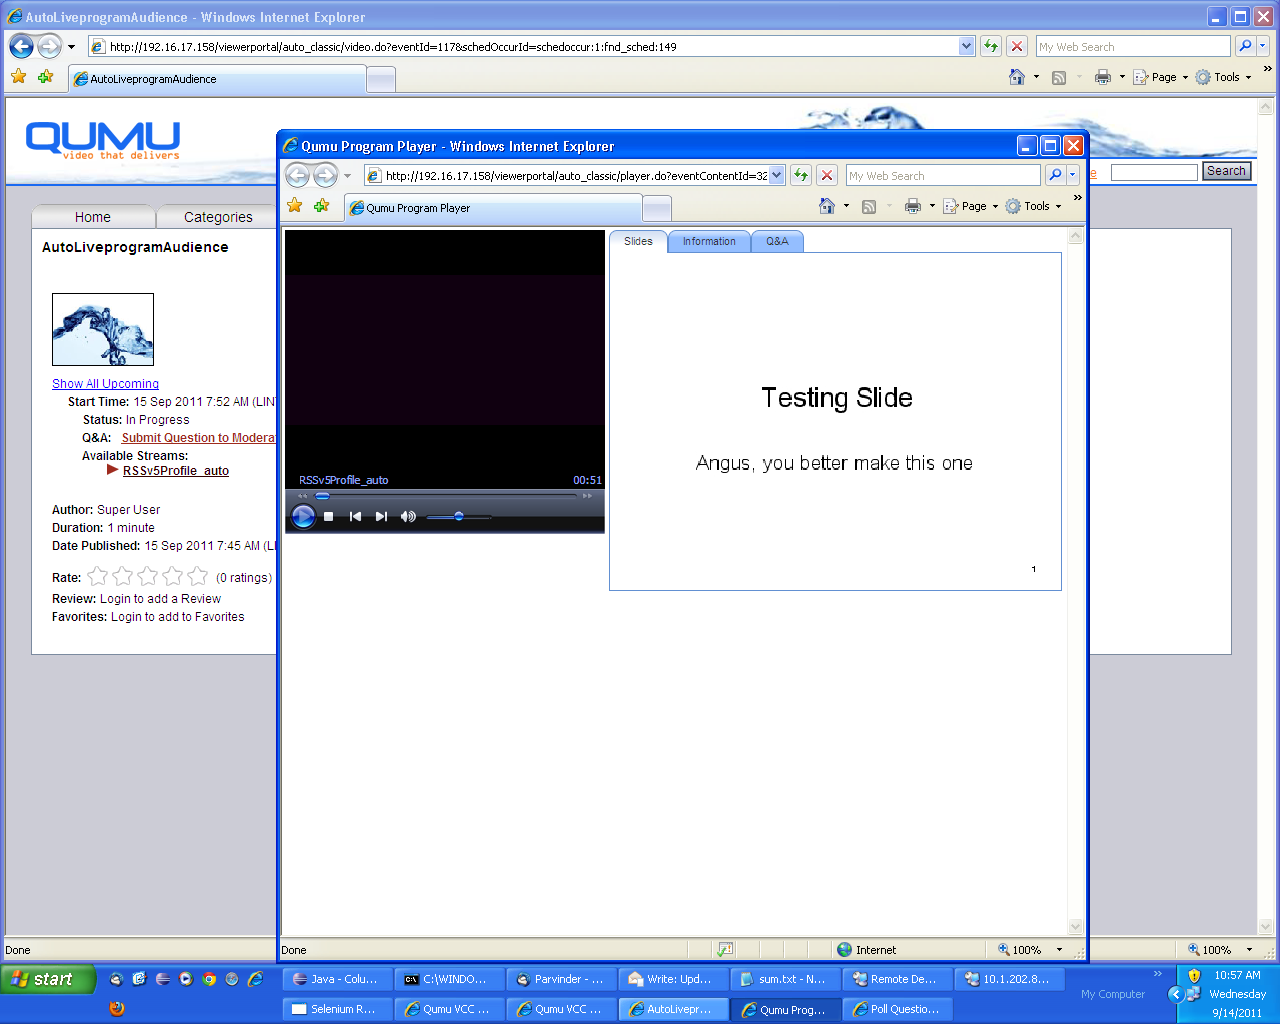 AutoLiveprogramAudience - Windows Internet Explorer
http://192.16.17.158/viewerportal/auto_classic/video.do?eventId=117&schedOccurId=schedoccur:1:fnd_sched:149
My Web Search
AutoLiveprogramAudience
Page
Tools
QUMU
video that delivers
Search
Home
Categories
AutoLiveprogramAudience
Show All Upcoming
Start Time: 15 Sep 2011 7:52 AM
Status: In Progress
Q&A: Submit Question to
Available Streams:
RSSv5Profile_auto
Author: Super User
Duration: 1 minute
Date Published: 15 Sep 2011 7:45 AM
Rate: (0 ratings)
Review: Login to add a Review
Favorites: Login to add to Favorites
Qumu Program Player - Windows Internet Explorer
http://192.16.17.158/viewerportal/auto_classic/player.do?eventContentId=32
My Web Search
Qumu Program Player
Page
Tools
Slides
Information
Q&A
Testing Slide
Angus, you better make this one
1
RSSv5Profile_auto
00:51
Done
Done
Internet
100%
100%
start
Java - Colu...
C:\WINDO...
Parvinder - ...
Write: Upd...
sum.txt - N...
Remote De...
10.1.202.8...
My Computer
10:57 AM
Wednesday
9/14/2011
Selenium R...
Qumu VCC ...
Qumu VCC ...
AutoLivepr...
Qumu Prog...
Poll Questio...